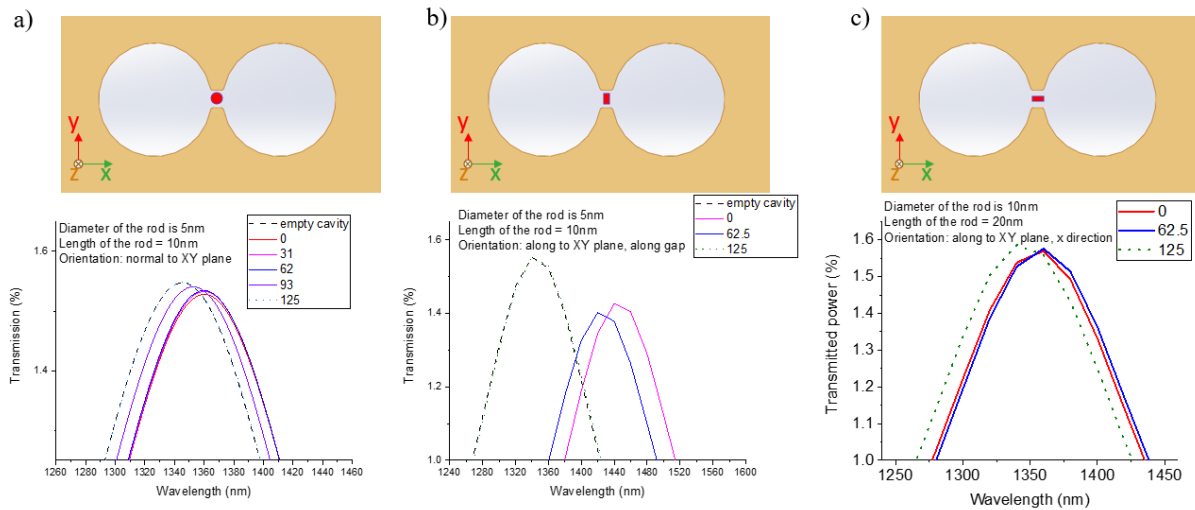 a)
y
z
x
Diameter of the rod is 5nm
Length of the rod = 10nm
Orientation: normal to XY plane
empty cavity
0
31
62
93
125
1.6
1.4
Transmission (%)
1260 1280 1300 1320 1340 1360 1380 1400 1420 1440 1460
Wavelength (nm)
b)
y
z
x
Diameter of the rod is 5nm
Length of the rod = 10nm
Orientation: along to XY plane, along gap
empty cavity
0
62.5
125
1.6
1.4
1.2
1.0
Transmission (%)
1240 1280 1320 1360 1400 1440 1480 1520 1560 1600
Wavelength (nm)
c)
y
z
x
Diameter of the rod is 10nm
Length of the rod = 20nm
Orientation: along to XY plane, x direction
0
62.5
125
1.6
1.5
1.4
1.3
1.2
1.1
1.0
Transmitted power (%)
1250 1300 1350 1400 1450
Wavelength (nm)